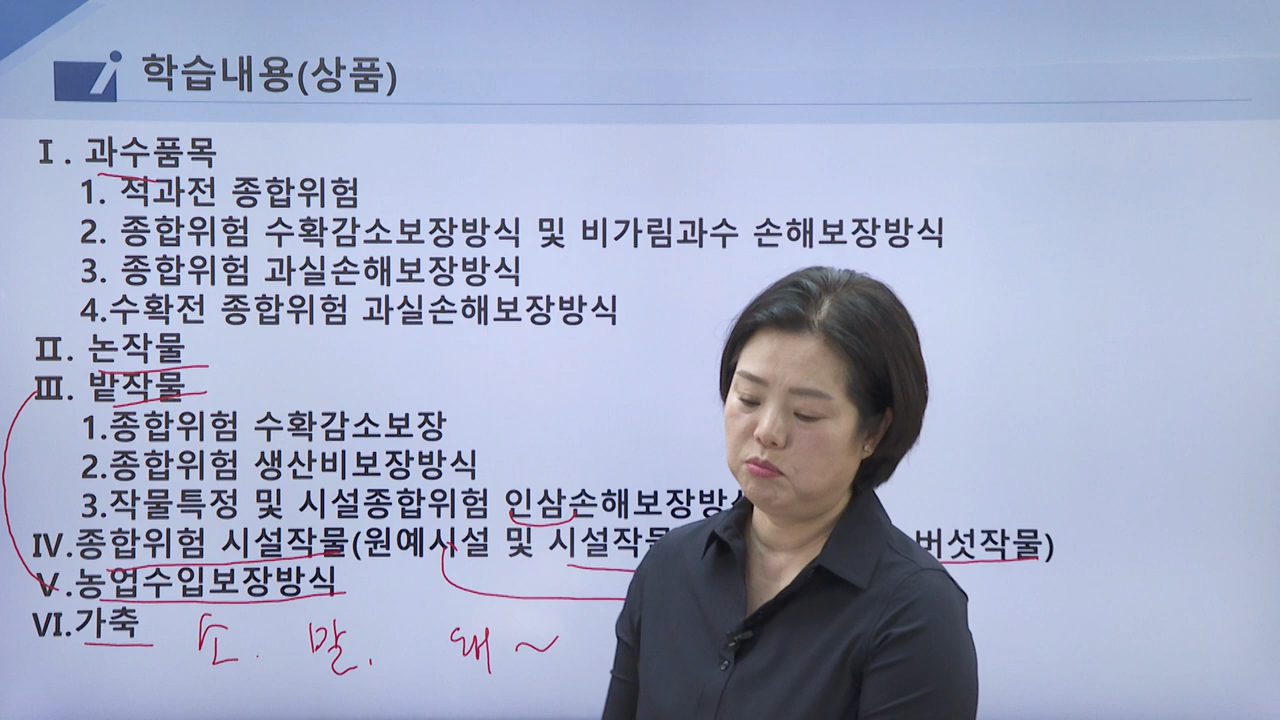 학습내용(상품)
Ⅰ. 과수품목
1. 적과전 종합위험
2. 종합위험 수확감소보장방식 및 비가림과수 손해보장방식
3. 종합위험 과실손해보장방식
4.수확전 종합위험 과실손해보장방식
Ⅱ. 논작물
Ⅲ. 밭작물
1.종합위험 수확감소보장
2.종합위험 생산비보장방식
3.작물특정 및 시설종합위험 인삼손해보장방식
Ⅳ.종합위험 시설작물(원예시설 및 시설작물 버섯작물)
Ⅴ.농업수입보장방식
Ⅵ.가축
소. 말. 돼~